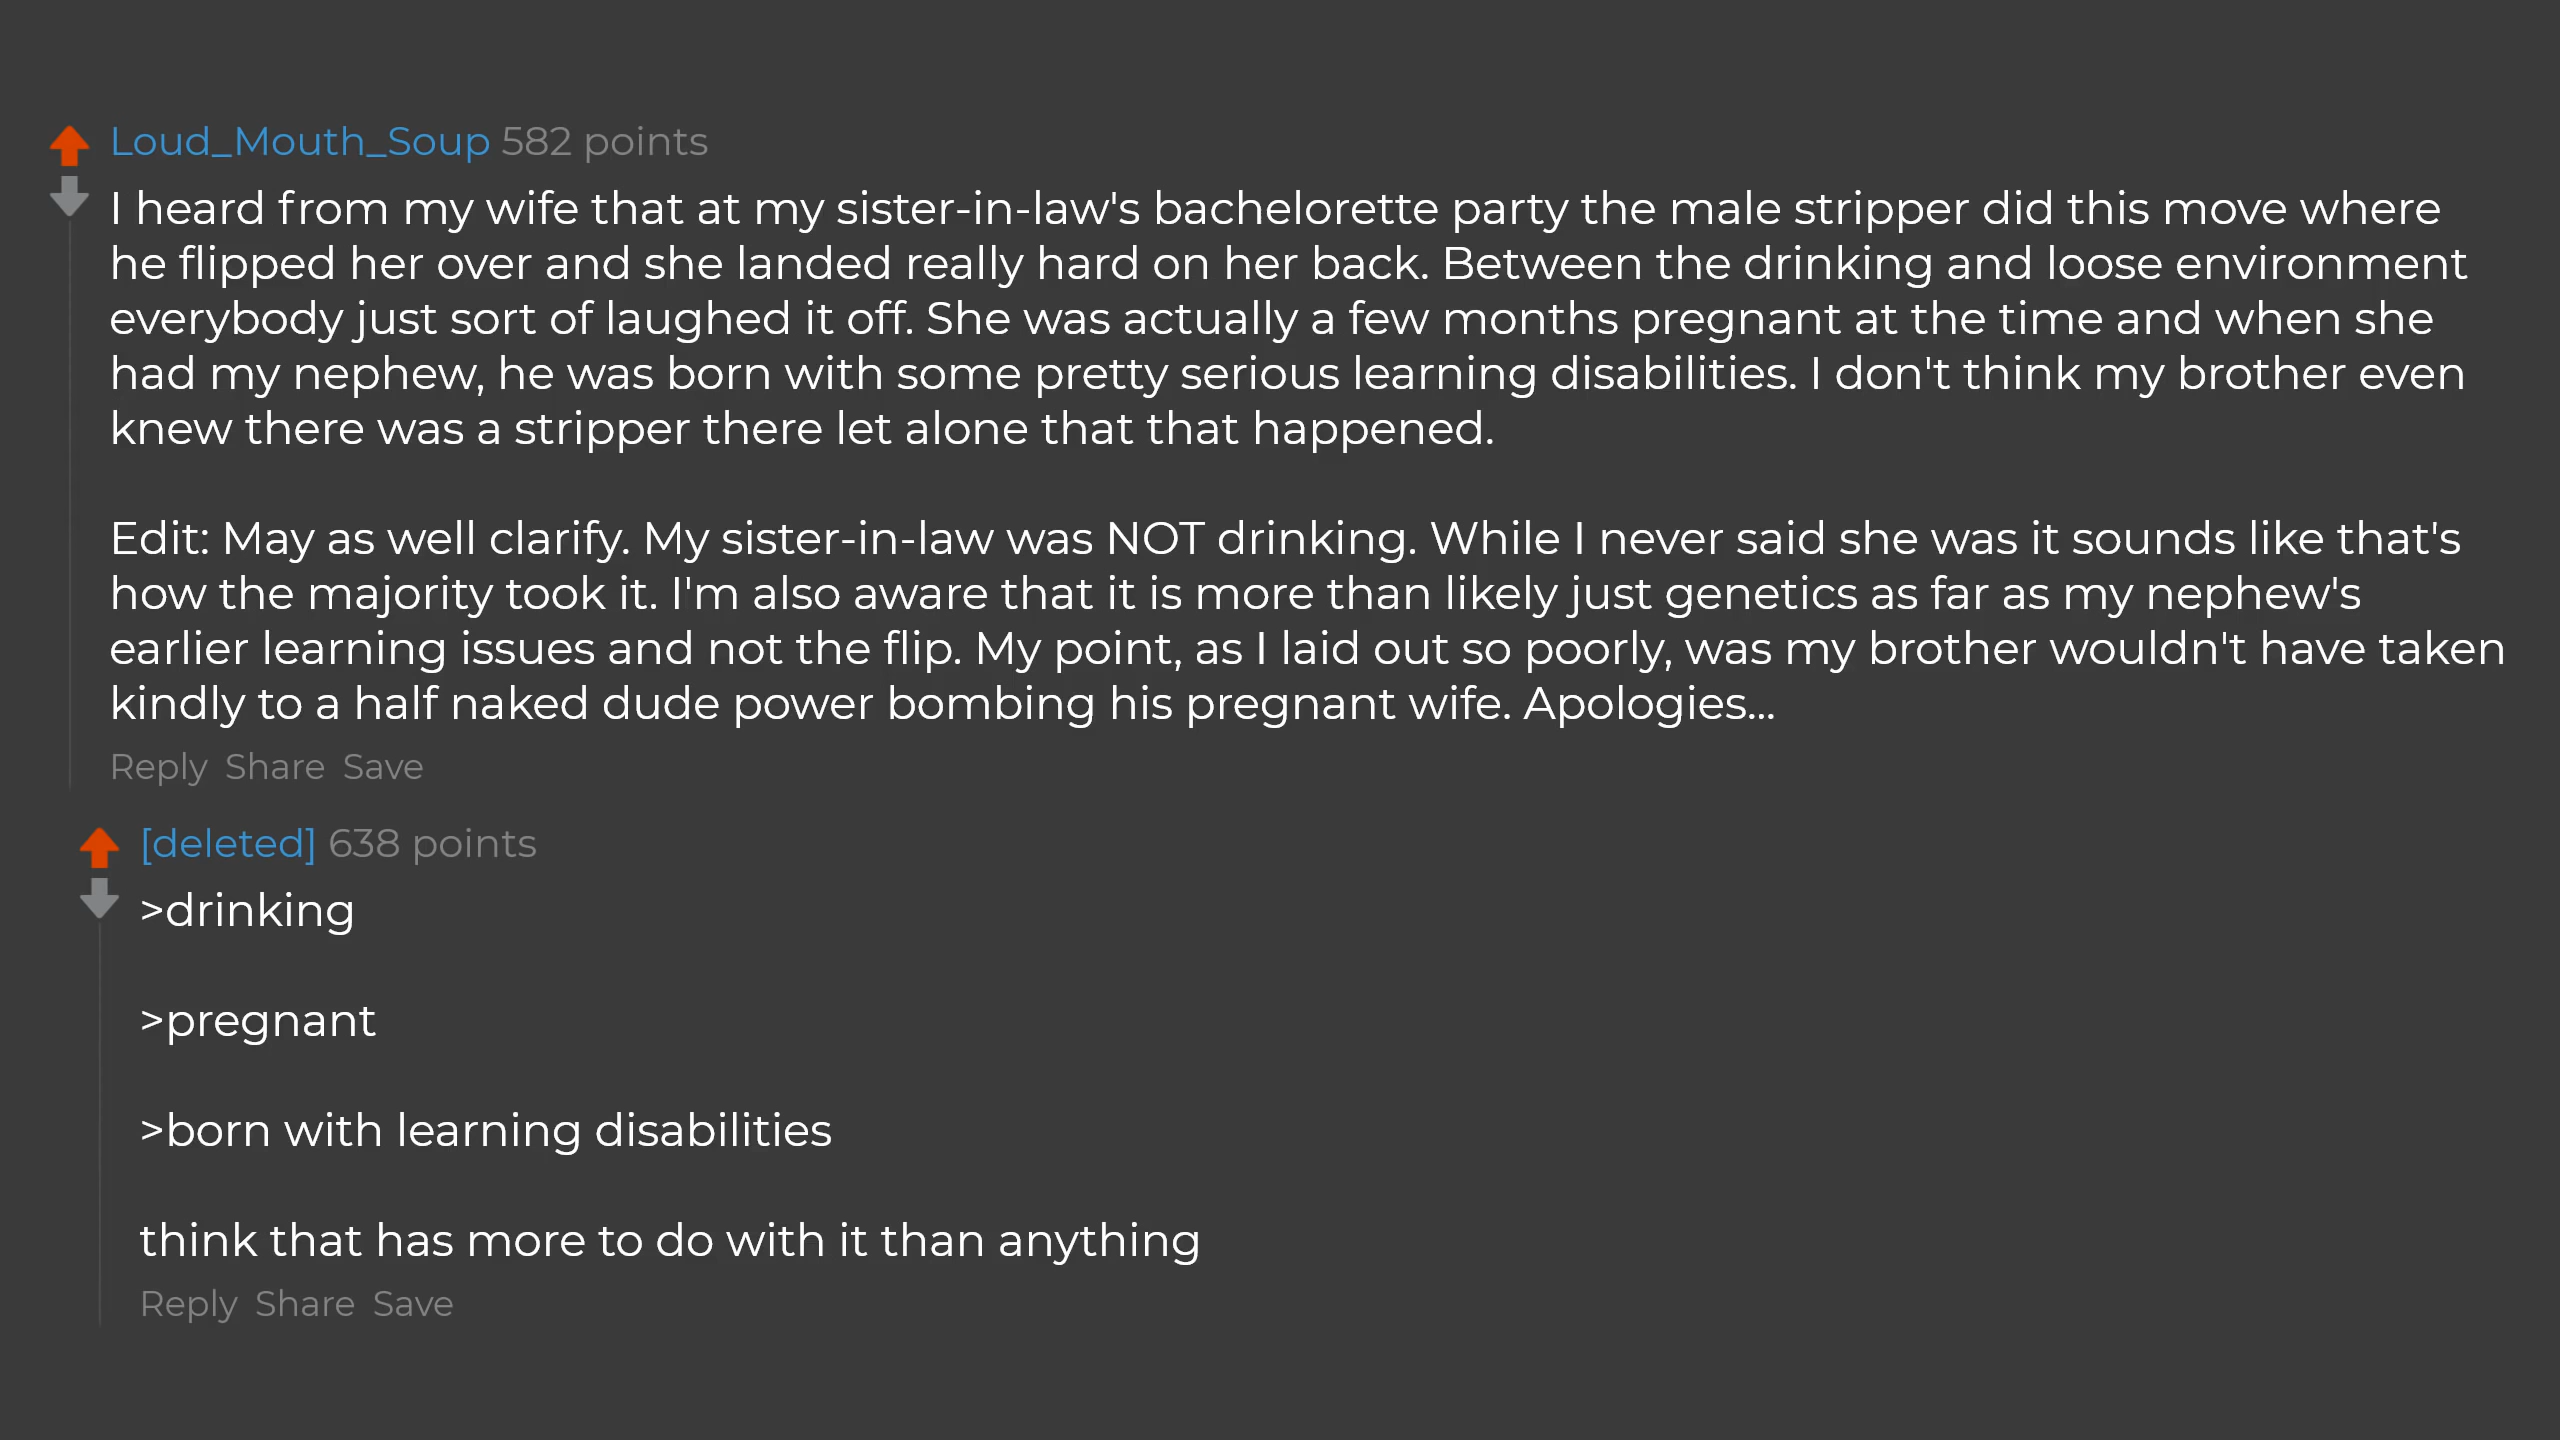 Loud_Mouth_Soup 582 points
I heard from my wife that at my sister-in-law's bachelorette party the male stripper did this move where
he flipped her over and she landed really hard on her back. Between the drinking and loose environment
everybody just sort of laughed it off. She was actually a few months pregnant at the time and when she
had my nephew, he was born with some pretty serious learning disabilities. I don't think my brother even
knew there was a stripper there let alone that that happened.
Edit: May as well clarify. My sister-in-law was NOT drinking. While I never said she was it sounds like that's
how the majority took it. I'm also aware that it is more than likely just genetics as far as my nephew's
earlier learning issues and not the flip. My point, as I laid out so poorly, was my brother wouldn't have taken
kindly to a half naked dude power bombing his pregnant wife. Apologies...
Reply Share Save
[deleted] 638 points
>drinking
>pregnant
>born with learning disabilities
think that has more to do with it than anything
Reply Share Save